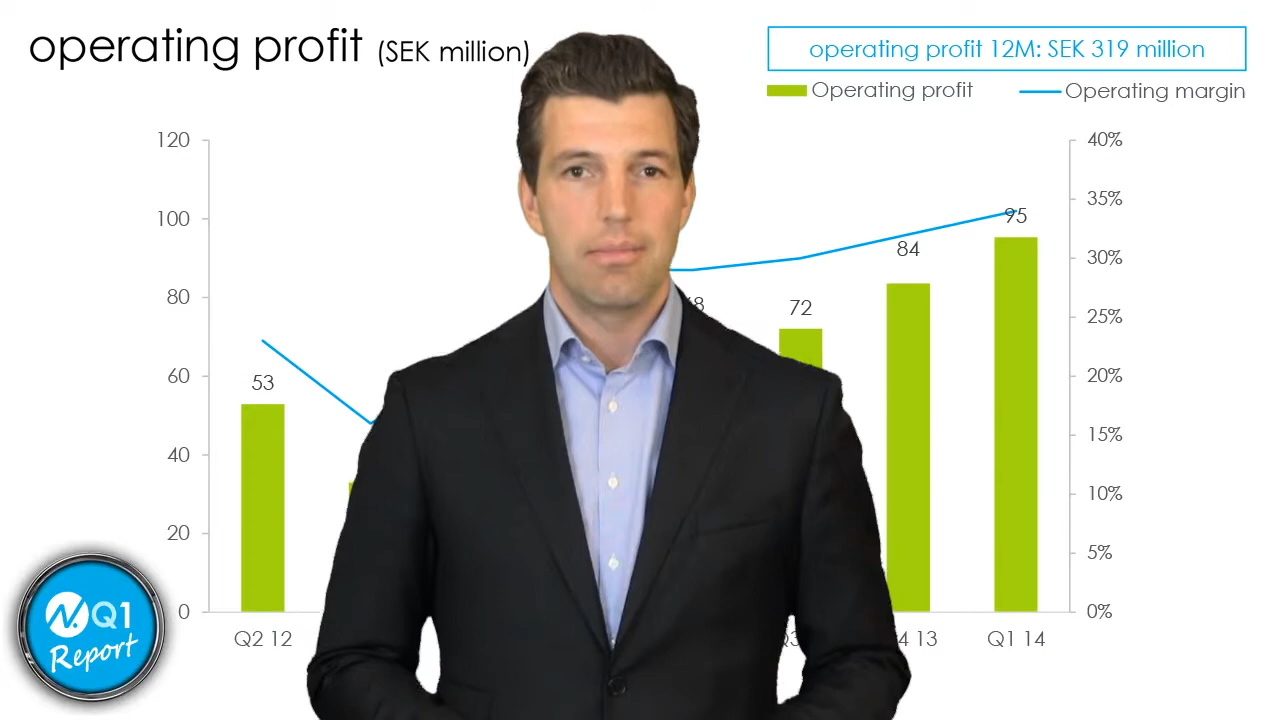 operating profit (SEK million)
operating profit 12M: SEK 319 million
Operating profit
Operating margin
120
100
80
60
40
20
0
40%
35%
30%
25%
20%
15%
10%
5%
0%
53
72
84
95
Q2 12
13
Q1 14
N. Q1
Report